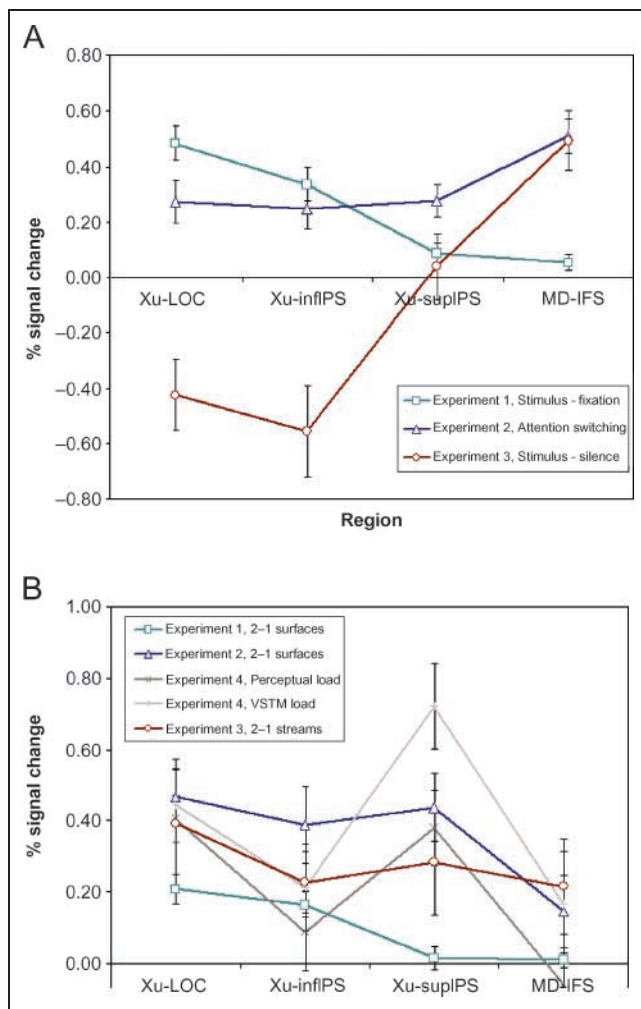 A
0.80
0.60
0.40
0.20
0.00
−0.20
−0.40
−0.60
−0.80
% signal change
Xu-LOC Xu-infIPS Xu-supIPS MD-IFS
Experiment 1, Stimulus - fixation
Experiment 2, Attention switching
Experiment 3, Stimulus - silence
Region
B
1.00
0.80
0.60
0.40
0.20
0.00
% signal change
Experiment 1, 2–1 surfaces
Experiment 2, 2–1 surfaces
Experiment 4, Perceptual load
Experiment 4, VSTM load
Experiment 3, 2–1 streams
Xu-LOC Xu-infIPS Xu-supIPS MD-IFS